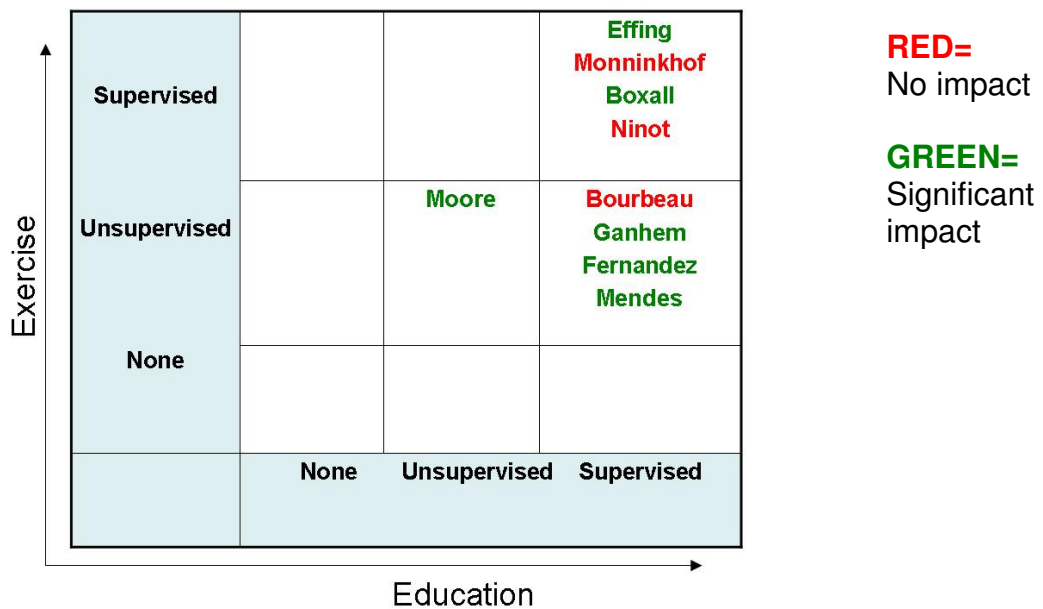 Effing
Monninkhof
Supervised
Boxall
Ninot
Moore
Bourbeau
Unsupervised
Ganhem
Fernandez
Mendes
None
None
Unsupervised
Supervised
Exercise
Education
RED=
No impact
GREEN=
Significant
impact